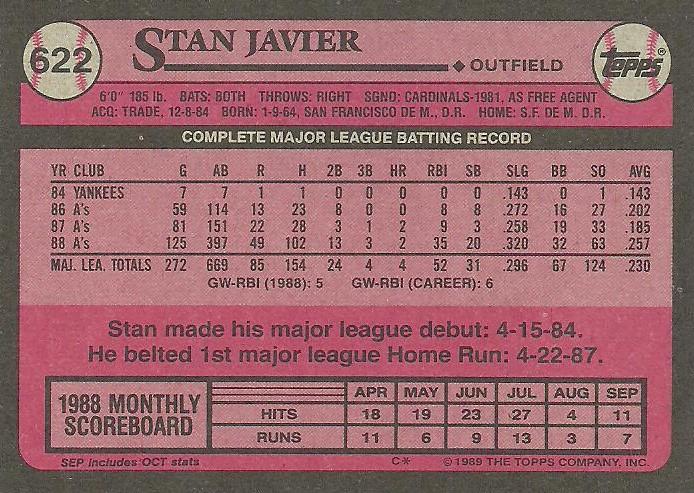 622
STAN JAVIER
◆ OUTFIELD
TOPPS®
6'0" 185 lb. BATS: BOTH THROWS: RIGHT SGND: CARDINALS-1981, AS FREE AGENT
ACQ: TRADE, 12-8-84 BORN: 1-9-64, SAN FRANCISCO DE M., D.R. HOME: S.F. DE M. D.R.
COMPLETE MAJOR LEAGUE BATTING RECORD
YR CLUB G AB R H 2B 3B HR RBI SB SLG BB SO AVG
84 YANKEES 7 7 1 1 0 0 0 0 0 .143 0 1 .143
86 A's 59 114 13 23 8 0 0 8 8 .272 16 27 .202
87 A's 81 151 22 28 3 1 2 9 3 .258 19 33 .185
88 A's 125 397 49 102 13 3 2 35 20 .320 32 63 .257
MAJ. LEA. TOTALS 272 669 85 154 24 4 4 52 31 .296 67 124 .230
GW-RBI (1988): 5 GW-RBI (CAREER): 6
Stan made his major league debut: 4-15-84.
He belted 1st major league Home Run: 4-22-87.
1988 MONTHLY SCOREBOARD
APR MAY JUN JUL AUG SEP
HITS 18 19 23 27 4 11
RUNS 11 6 9 13 3 7
SEP includes OCT stats C* © 1989 THE TOPPS COMPANY, INC.